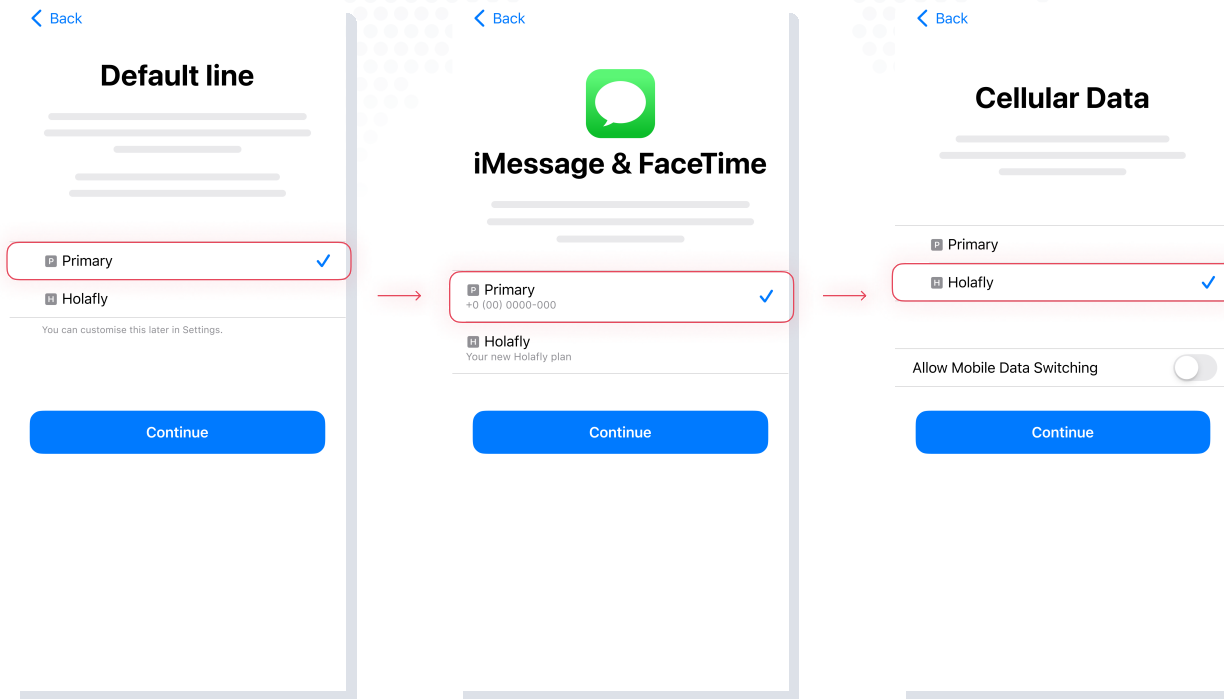 Back
Default line
P Primary
H Holafly
You can customise this later in Settings.
Continue
Back
iMessage & FaceTime
P Primary
+0 (00) 0000-000
H Holafly
Your new Holafly plan
Continue
Back
Cellular Data
P Primary
H Holafly
Allow Mobile Data Switching
Continue